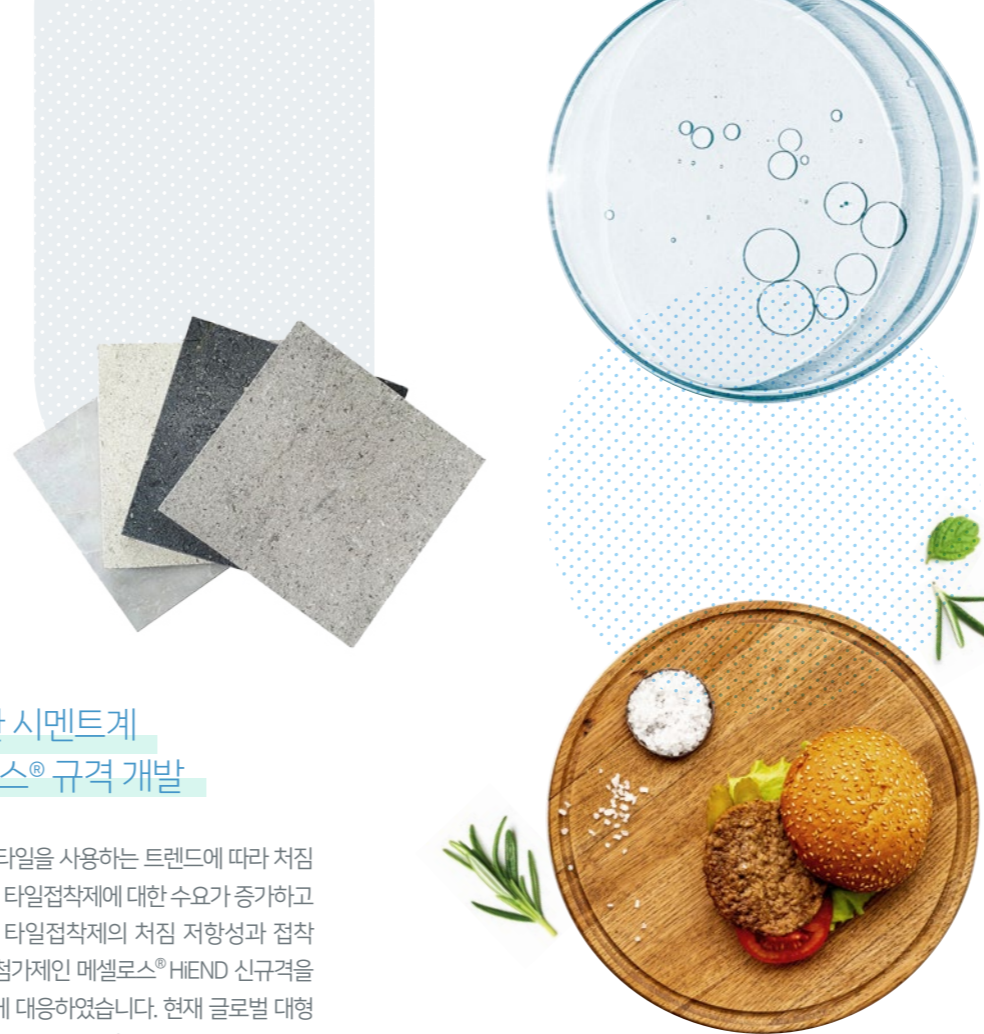 시멘트계
스® 규격 개발
타일을 사용하는 트렌드에 따라 처짐
타일접착제에 대한 수요가 증가하고
타일접착제의 처짐 저항성과 접착
첨가제인 메셀로스® HiEND 신규격을
에 대응하였습니다. 현재 글로벌 대형